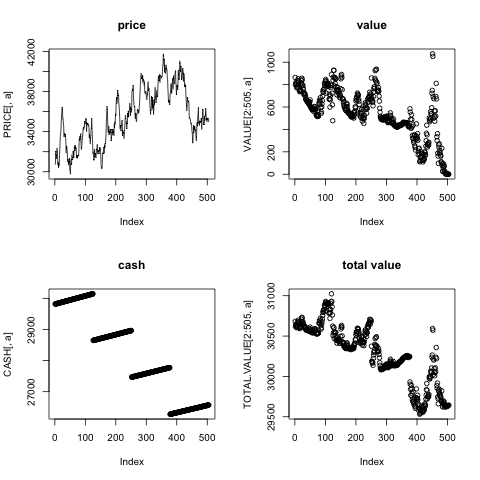 price
PRICE[, a]
30000 34000 38000 42000
0 100 200 300 400 500
Index
value
VALUE[2:505, a]
0 200 600 1000
0 100 200 300 400 500
Index
cash
CASH[, a]
27000 29000
0 100 200 300 400 500
Index
total value
TOTAL.VALUE[2:505, a]
29500 30000 30500 31000
0 100 200 300 400 500
Index